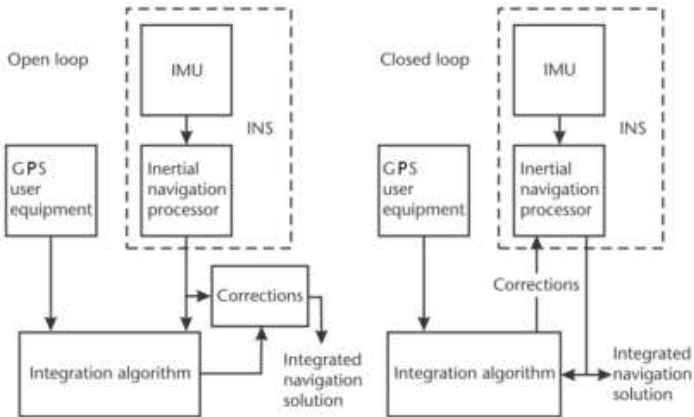 Open loop
IMU
INS
GPS
user
equipment
Inertial
navigation
processor
Corrections
Integration algorithm
Integrated
navigation
solution
Closed loop
IMU
INS
GPS
user
equipment
Inertial
navigation
processor
Corrections
Integration algorithm
Integrated
navigation
solution